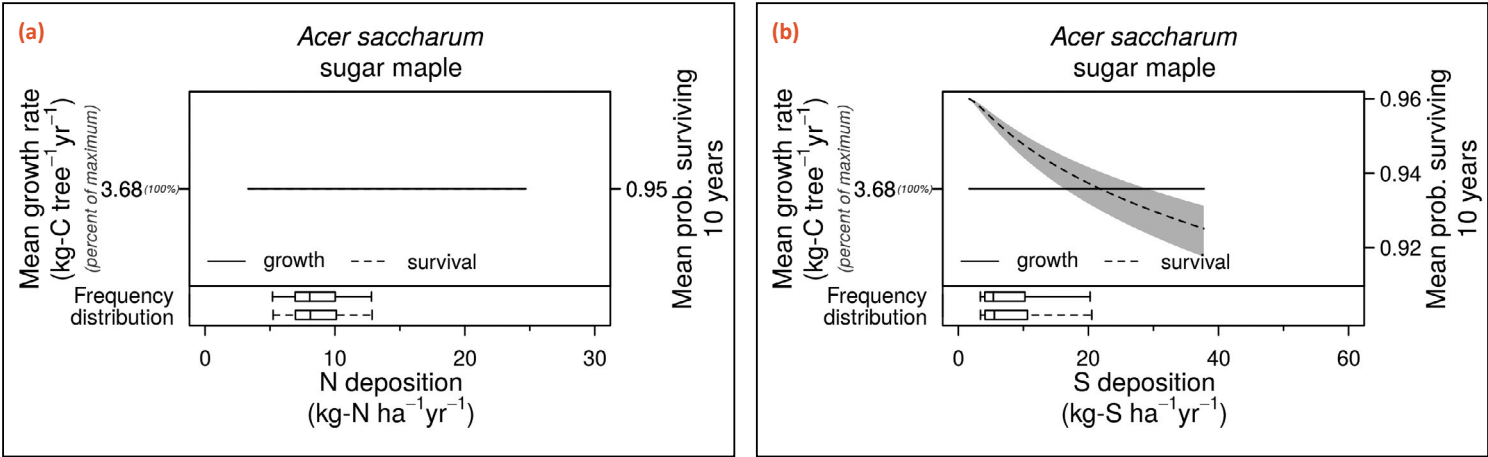 (a)
Acer saccharum
sugar maple
Mean growth rate
(kg-C tree⁻¹yr⁻¹)
(percent of maximum)
3.68 (100%)
0.95
Mean prob. surviving
10 years
growth
survival
Frequency
distribution
0 10 20 30
N deposition
(kg-N ha⁻¹yr⁻¹)
(b)
Acer saccharum
sugar maple
Mean growth rate
(kg-C tree⁻¹yr⁻¹)
(percent of maximum)
3.68 (100%)
0.96
0.94
0.92
Mean prob. surviving
10 years
growth
survival
Frequency
distribution
0 20 40 60
S deposition
(kg-S ha⁻¹yr⁻¹)